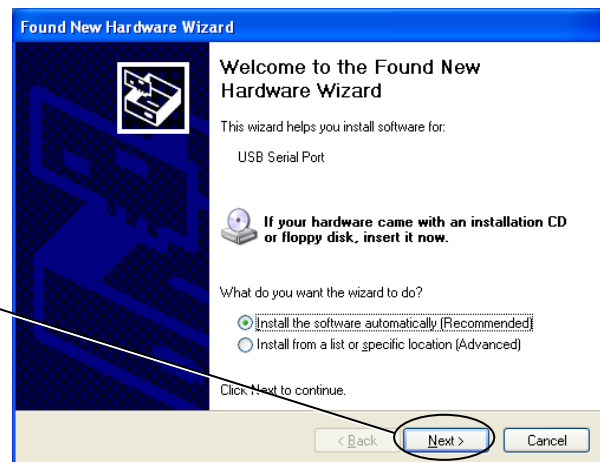 Found New Hardware Wizard
Welcome to the Found New
Hardware Wizard
This wizard helps you install software for:
USB Serial Port
If your hardware came with an installation CD
or floppy disk, insert it now.
What do you want the wizard to do?
Install the software automatically (Recommended)
Install from a list or specific location (Advanced)
Click Next to continue.
< Back Next > Cancel